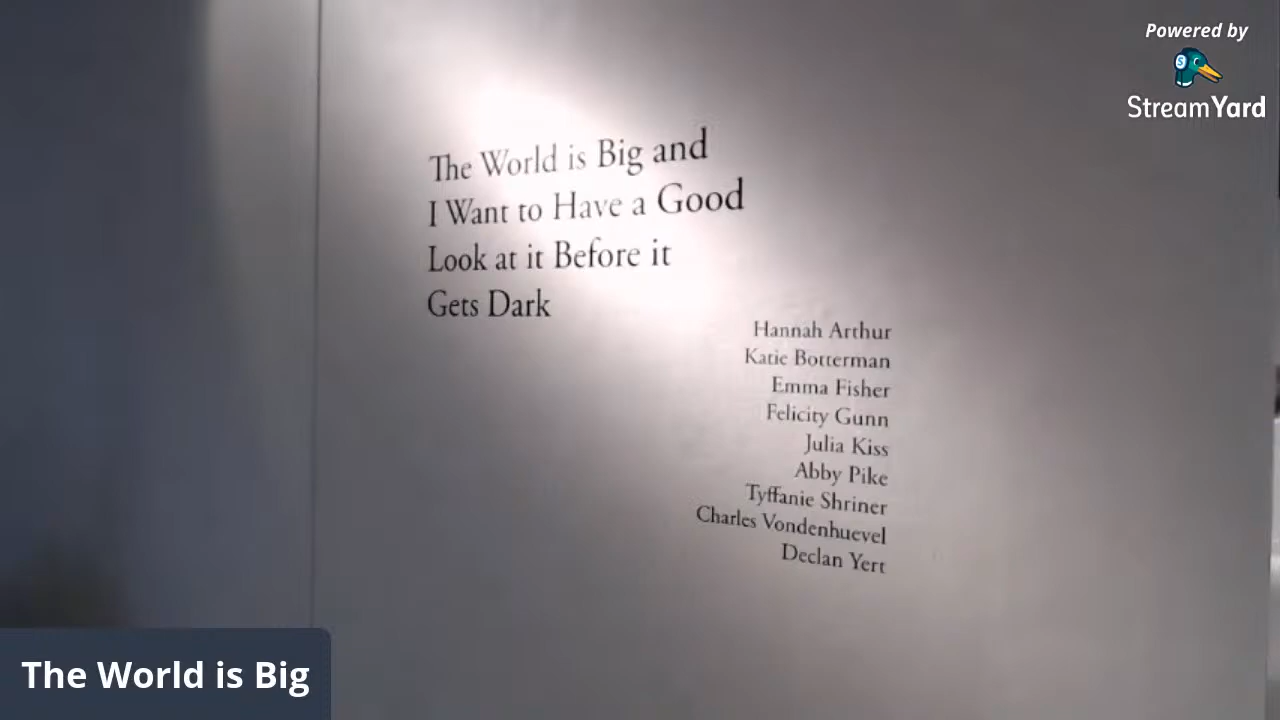 Powered by
StreamYard
The World is Big and
I Want to Have a Good
Look at it Before it
Gets Dark
Hannah Arthur
Katie Botterman
Emma Fisher
Felicity Gunn
Julia Kiss
Abby Pike
Tyffanie Shriner
Charles Vondenhuevel
Declan Yert
The World is Big